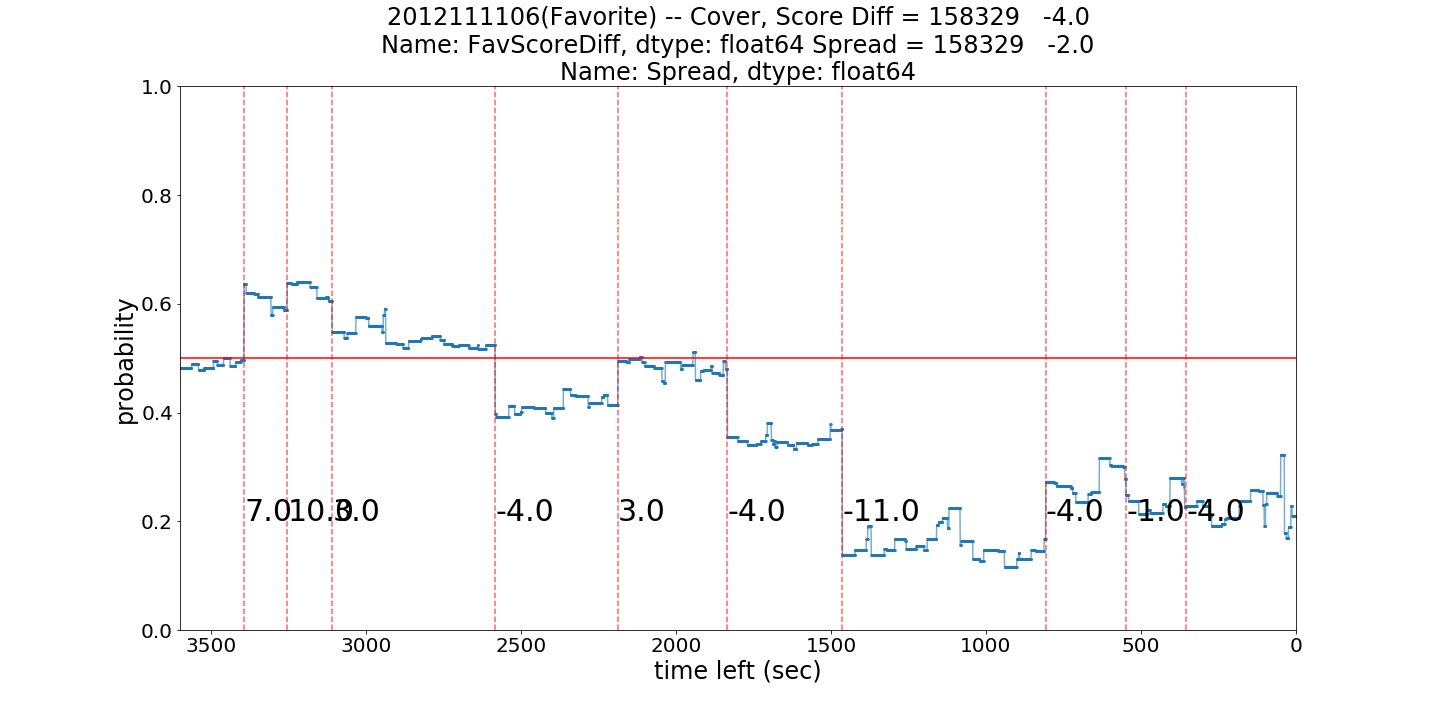 2012111106(Favorite) -- Cover, Score Diff = 158329   -4.0
Name: FavScoreDiff, dtype: float64 Spread = 158329   -2.0
Name: Spread, dtype: float64
probability
1.0
0.8
0.6
0.4
0.2
0.0
7.0 10.0 3.0 -4.0 3.0 -4.0 -11.0 -4.0 -1.0 -4.0
3500 3000 2500 2000 1500 1000 500 0
time left (sec)